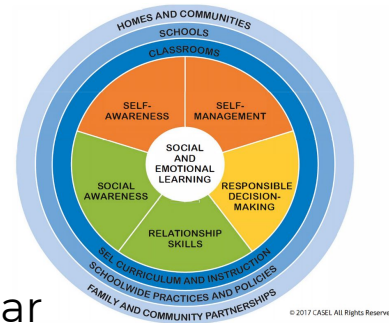 HOMES AND COMMUNITIES
SCHOOLS
CLASSROOMS
SELF-
AWARENESS
SELF-
MANAGEMENT
SOCIAL
AND
EMOTIONAL
LEARNING
SOCIAL
AWARENESS
RESPONSIBLE
DECISION-
MAKING
RELATIONSHIP
SKILLS
SEL CURRICULUM AND INSTRUCTION
SCHOOLWIDE PRACTICES AND POLICIES
FAMILY AND COMMUNITY PARTNERSHIPS
ar
© 2017 CASEL All Rights Reserv